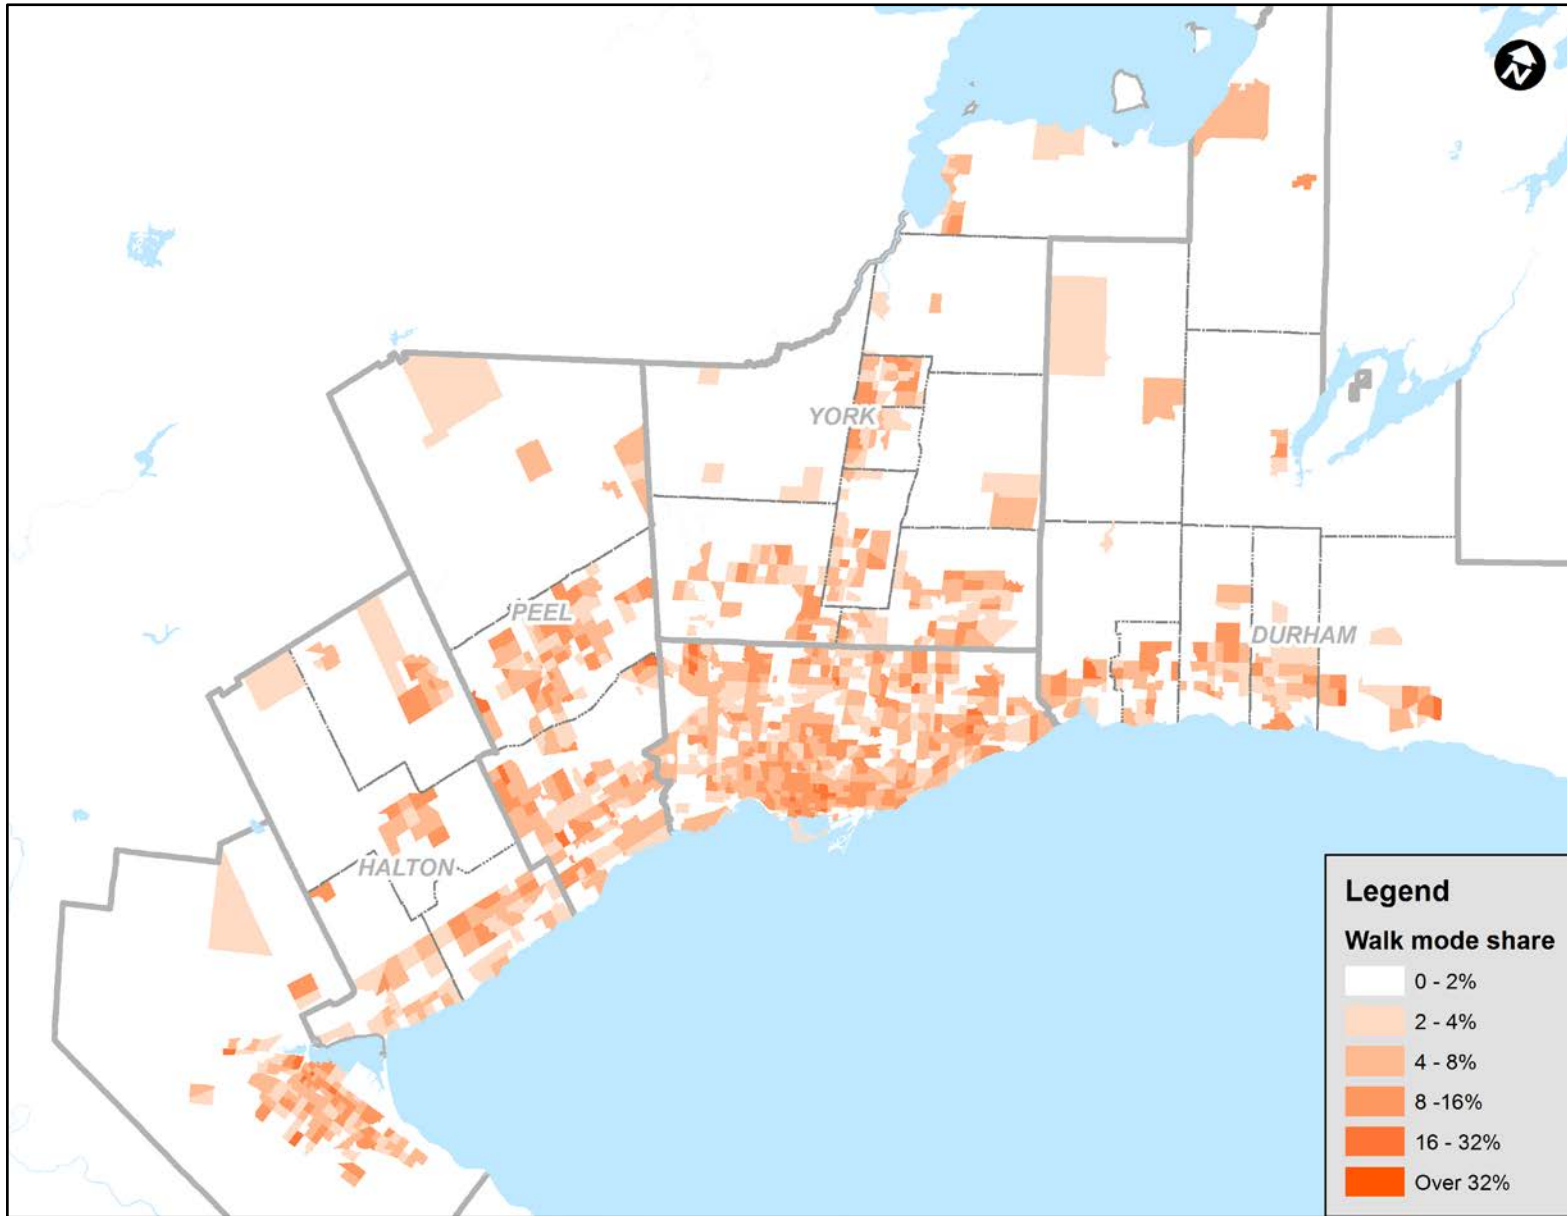 N
YORK
PEEL
DURHAM
HALTON
Legend
Walk mode share
0 - 2%
2 - 4%
4 - 8%
8 -16%
16 - 32%
Over 32%